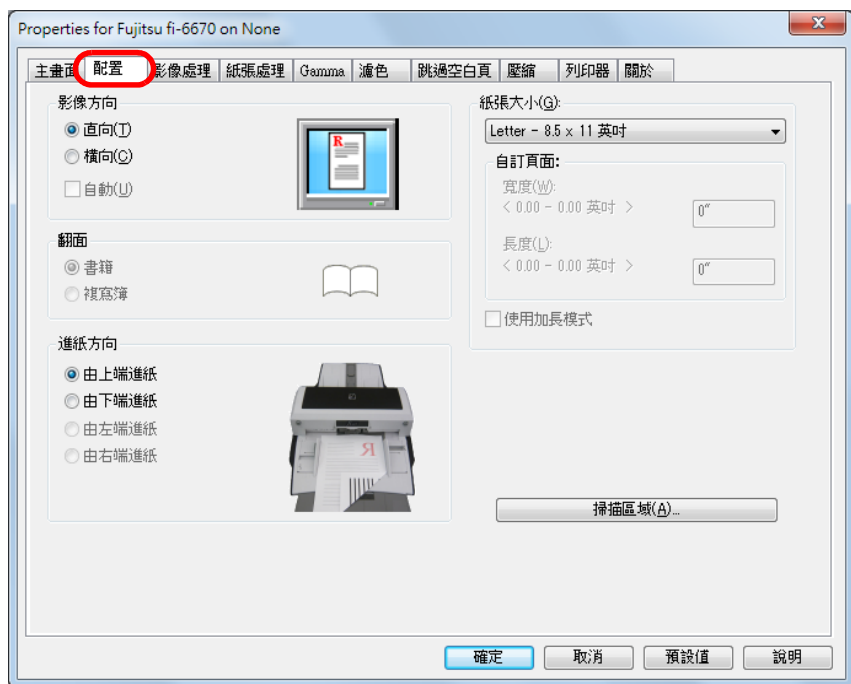 Properties for Fujitsu fi-6670 on None
主畫面 配置 影像處理 紙張處理 Gamma 濾色 跳過空白頁 壓縮 列印器 關於
影像方向
直向(T)
橫向(C)
自動(U)
R
翻面
書籍
複寫簿
進紙方向
由上端進紙
由下端進紙
由左端進紙
由右端進紙
R
紙張大小(G):
Letter - 8.5 x 11 英吋
自訂頁面:
寬度(W):
< 0.00 - 0.00 英吋 >
0"
長度(L):
< 0.00 - 0.00 英吋 >
0"
使用加長模式
掃描區域(A)...
確定 取消 預設值 說明